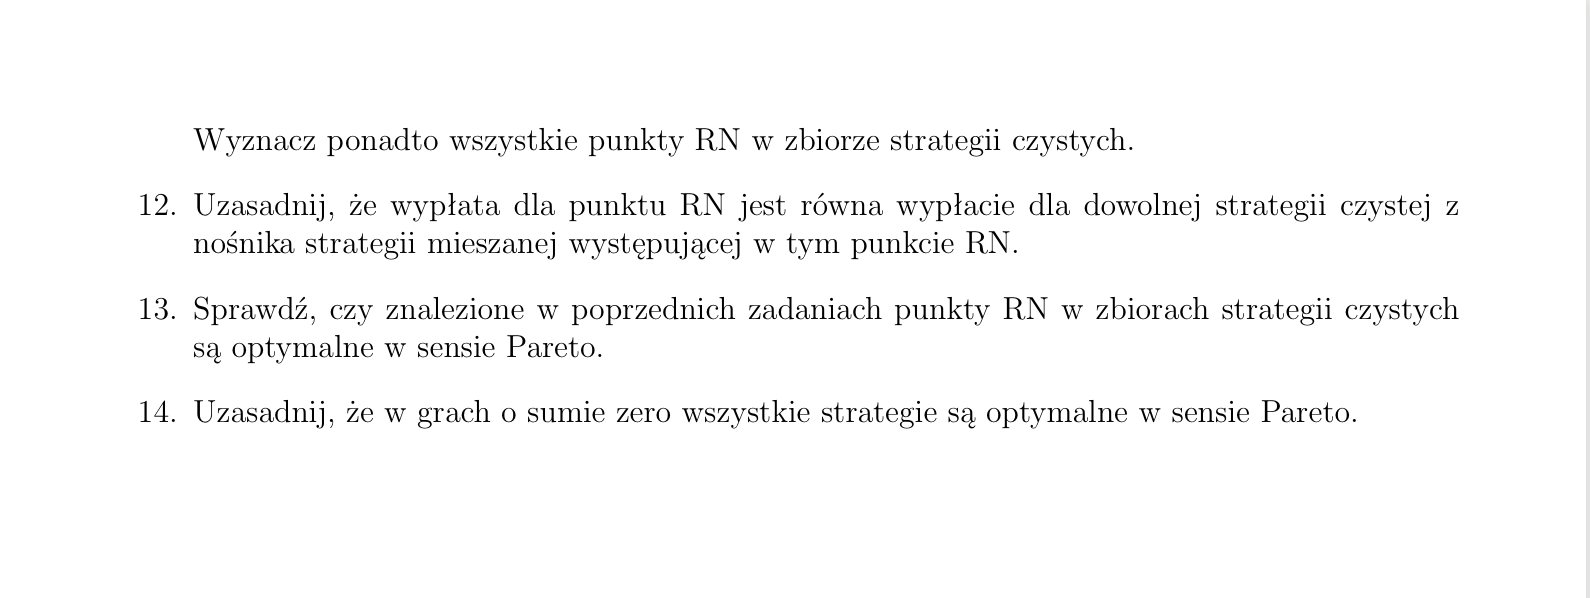 Wyznacz ponadto wszystkie punkty RN w zbiorze strategii czystych.
12. Uzasadnij, że wypłata dla punktu RN jest równa wypłacie dla dowolnej strategii czystej z
nośnika strategii mieszanej występującej w tym punkcie RN.
13. Sprawdź, czy znalezione w poprzednich zadaniach punkty RN w zbiorach strategii czystych
są optymalne w sensie Pareto.
14. Uzasadnij, że w grach o sumie zero wszystkie strategie są optymalne w sensie Pareto.